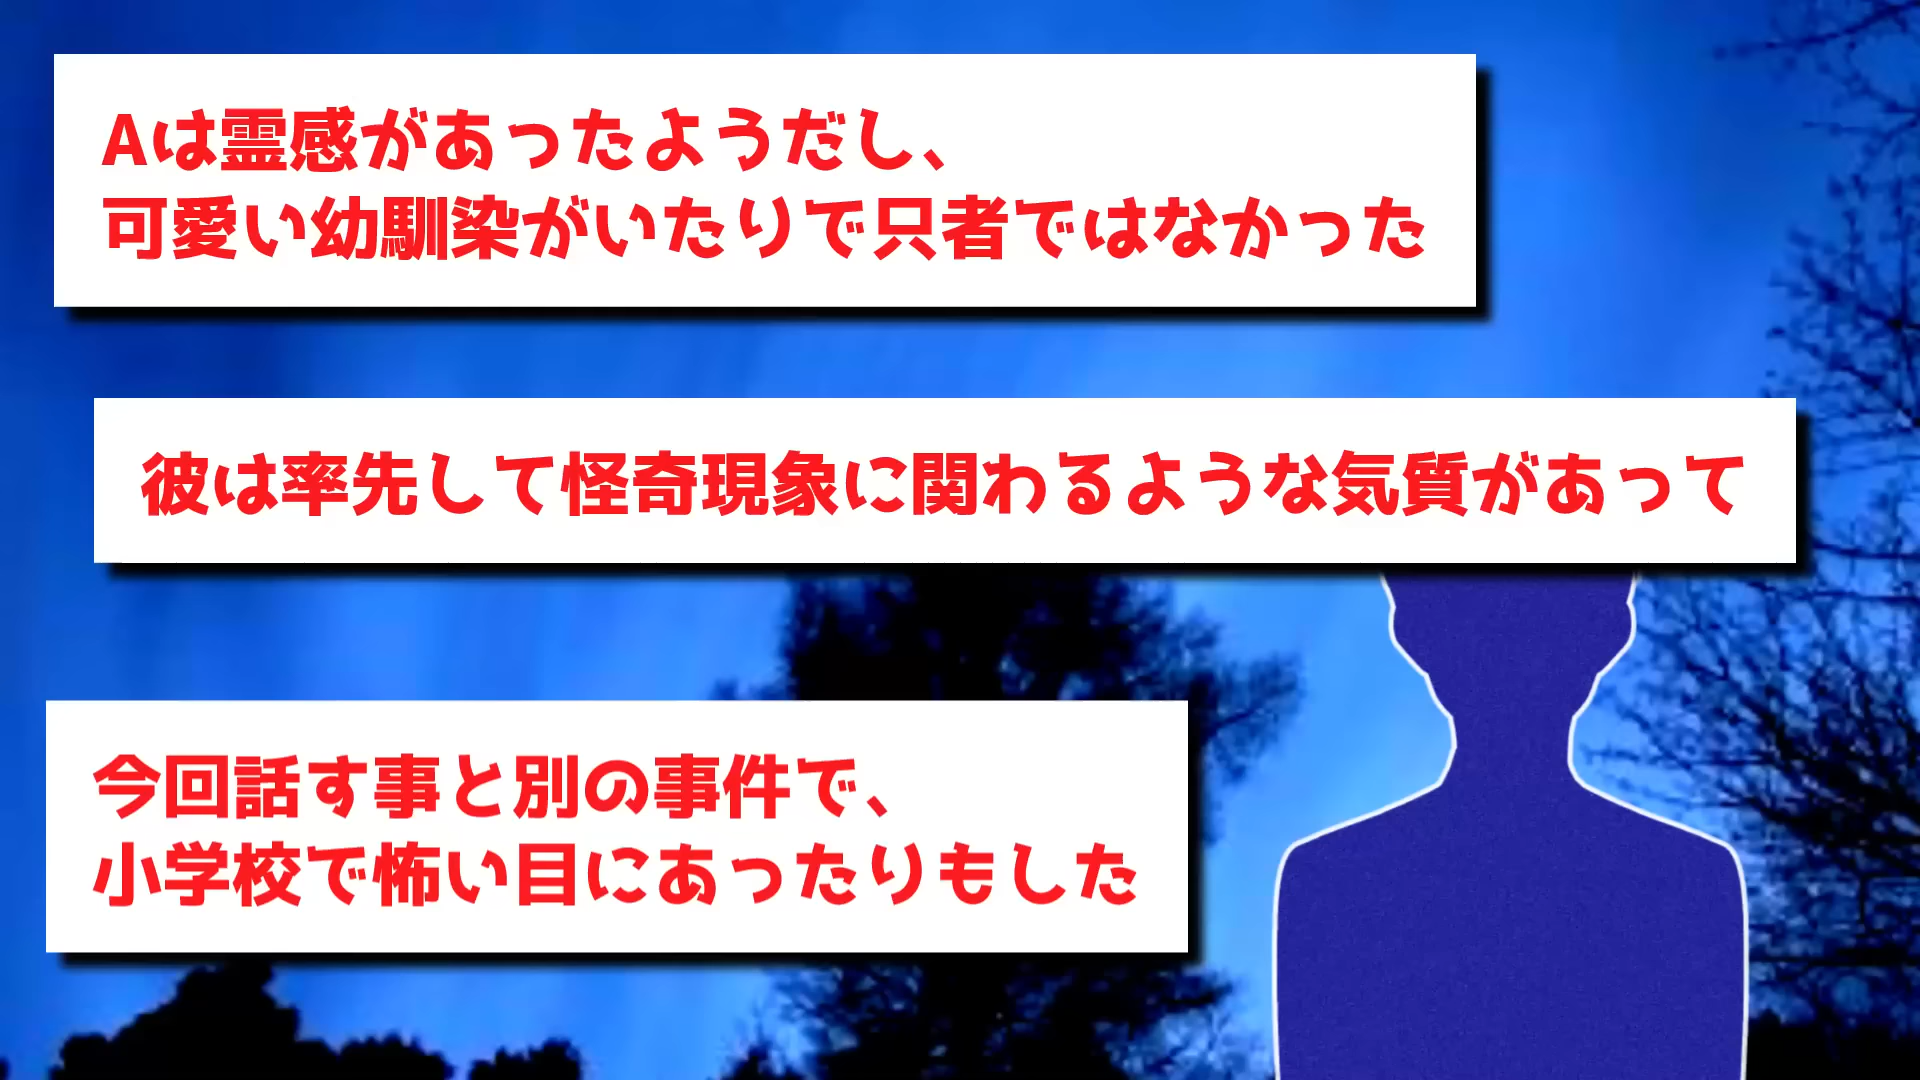 Aは霊感があったようだし、
可愛い幼馴染がいたりで只者ではなかった
彼は率先して怪奇現象に関わるような気質があって
今回話す事と別の事件で、
小学校で怖い目にあったりもした